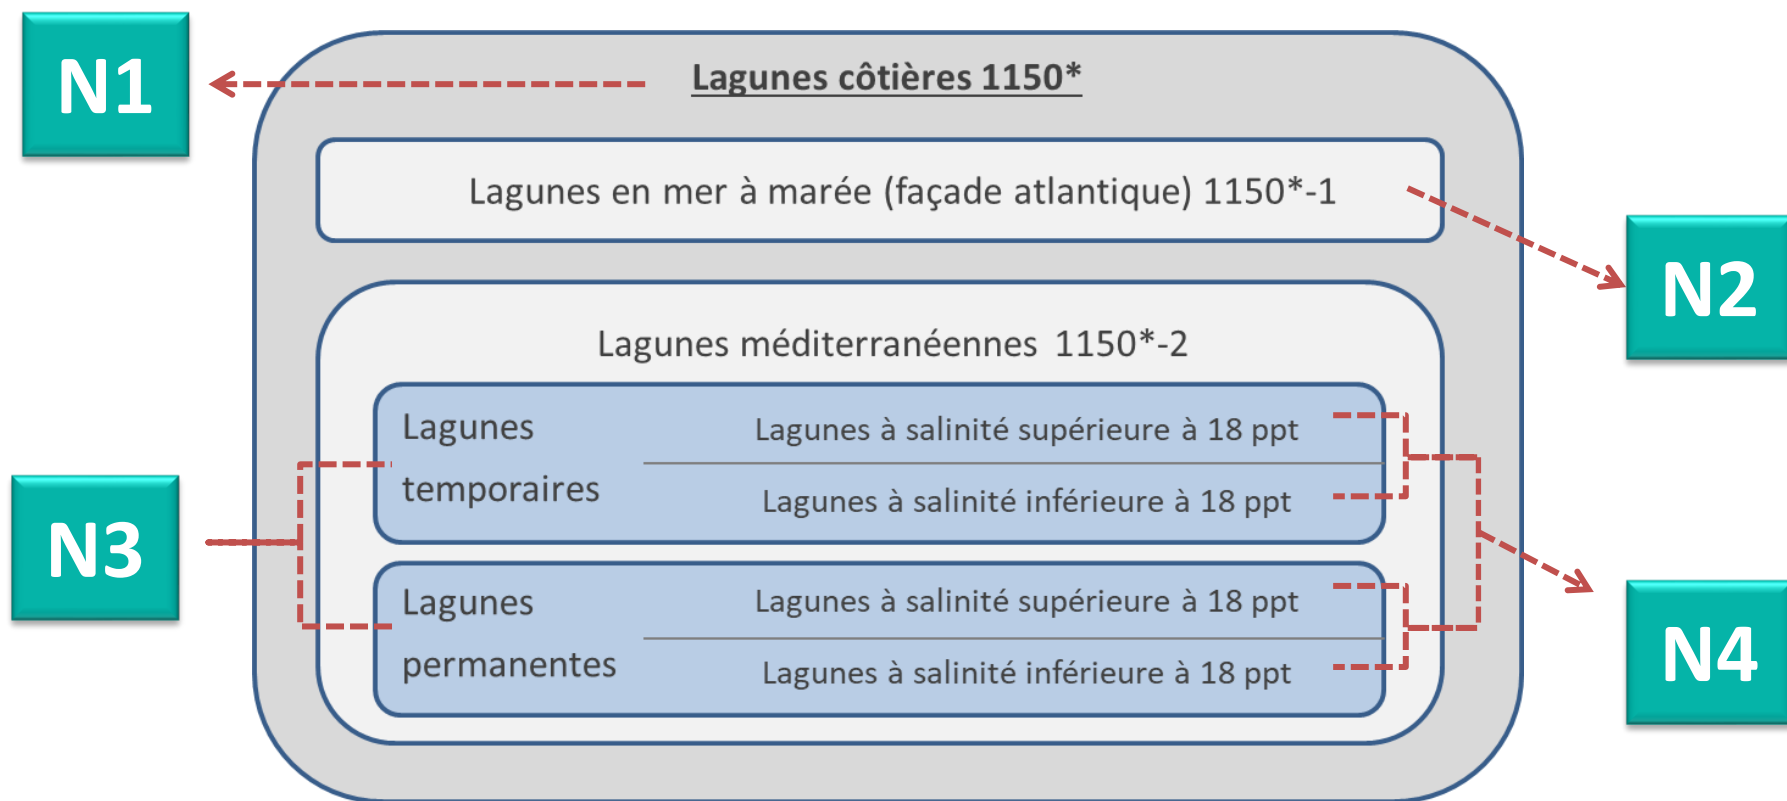 N1
Lagunes côtières 1150*
Lagunes en mer à marée (façade atlantique) 1150*-1
N2
Lagunes méditerranéennes 1150*-2
Lagunes
temporaires
Lagunes à salinité supérieure à 18 ppt
Lagunes à salinité inférieure à 18 ppt
N3
Lagunes
permanentes
Lagunes à salinité supérieure à 18 ppt
Lagunes à salinité inférieure à 18 ppt
N4